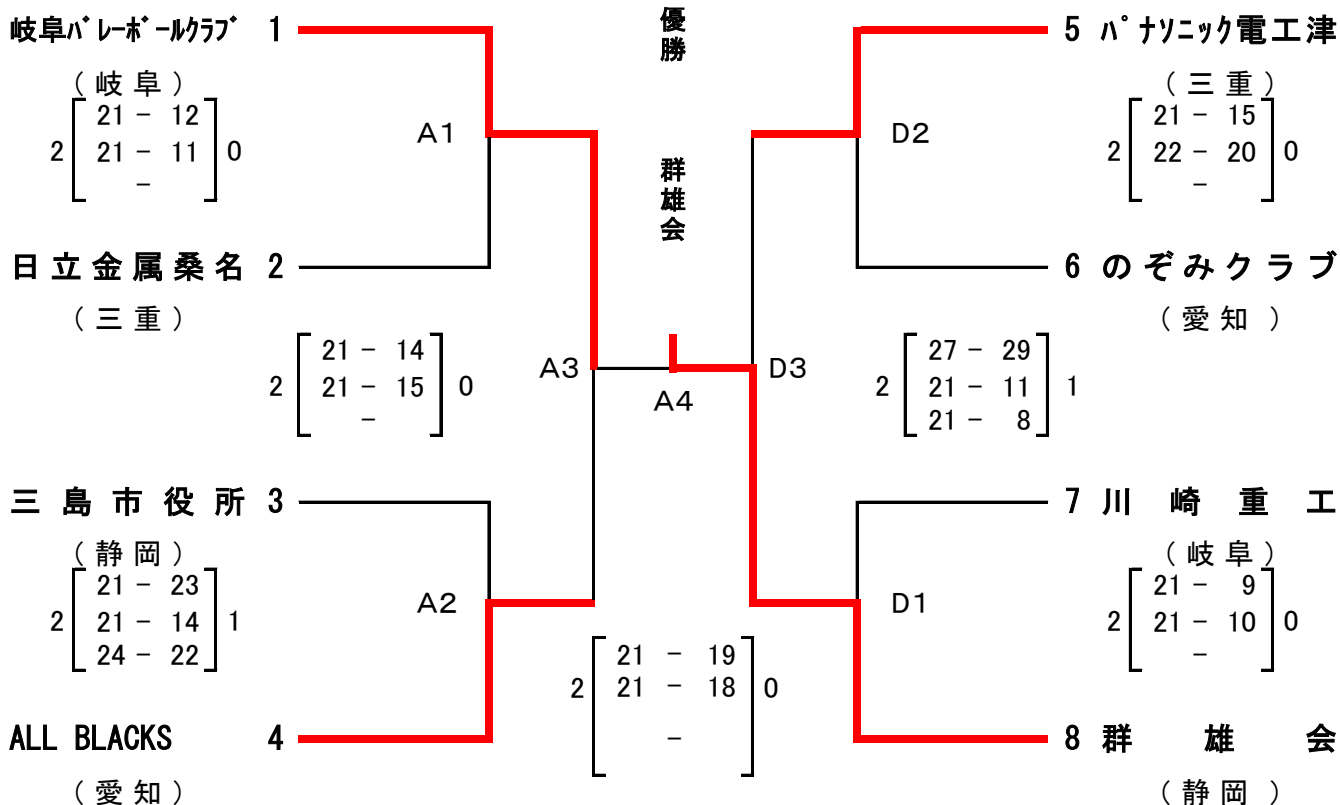 優勝
群雄会
岐阜ﾊﾞﾚｰﾎﾞｰﾙｸﾗﾌﾞ 1
（岐阜）
2 21 - 12 0
21 - 11
-
A1
日立金属桑名 2
（三重）
2 21 - 14 0
21 - 15
-
A3
三島市役所 3
（静岡）
2 21 - 23 1
21 - 14
24 - 22
A2
ALL BLACKS 4
（愛知）
A4
2 21 - 19 0
21 - 18
-
5 ﾊﾟﾅｿﾆｯｸ電工津
（三重）
D2
2 21 - 15 0
22 - 20
-
6 のぞみクラブ
（愛知）
D3
2 27 - 29 1
21 - 11
21 - 8
7 川崎重工
（岐阜）
D1
2 21 - 9 0
21 - 10
-
8 群雄会
（静岡）